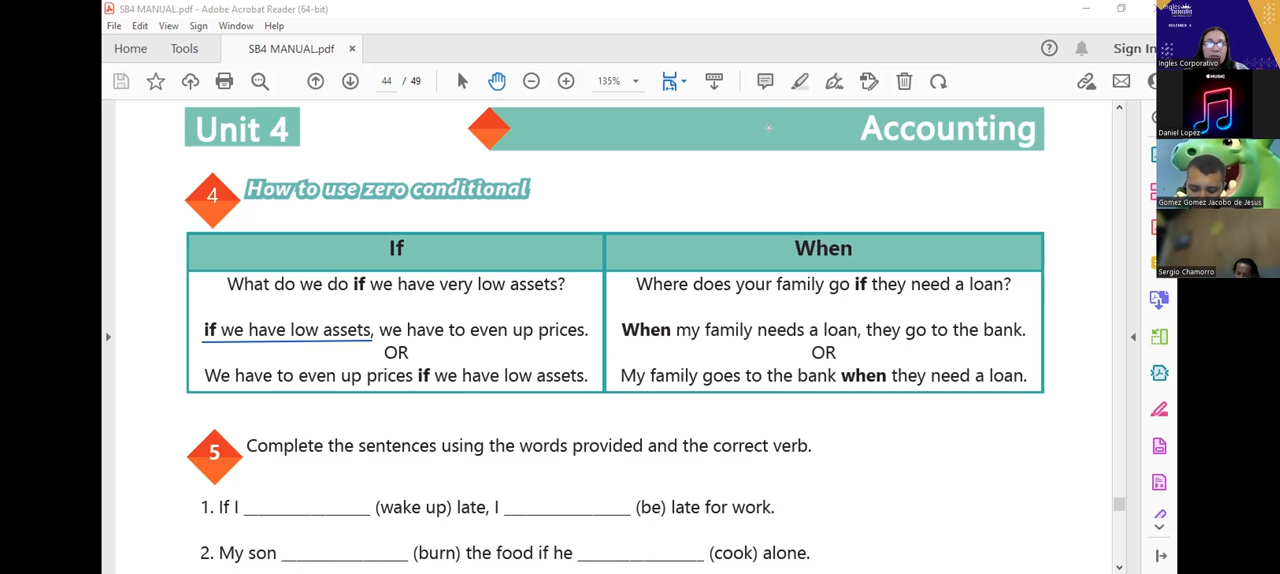 SB4 MANUAL.pdf - Adobe Acrobat Reader (64-bit)
File Edit View Sign Window Help
Home Tools SB4 MANUAL.pdf × Sign In
44 / 49 135%
Unit 4 Accounting
4 How to use zero conditional
If When
What do we do if we have very low assets? Where does your family go if they need a loan?
if we have low assets, we have to even up prices. When my family needs a loan, they go to the bank.
OR OR
We have to even up prices if we have low assets. My family goes to the bank when they need a loan.
5 Complete the sentences using the words provided and the correct verb.
1. If I ______________ (wake up) late, I ______________ (be) late for work.
2. My son ______________ (burn) the food if he ______________ (cook) alone.
Ingles Corporativo
MUSIC
Daniel Lopez
Gomez Gomez Jacobo de Jesus
Sergio Chamorro